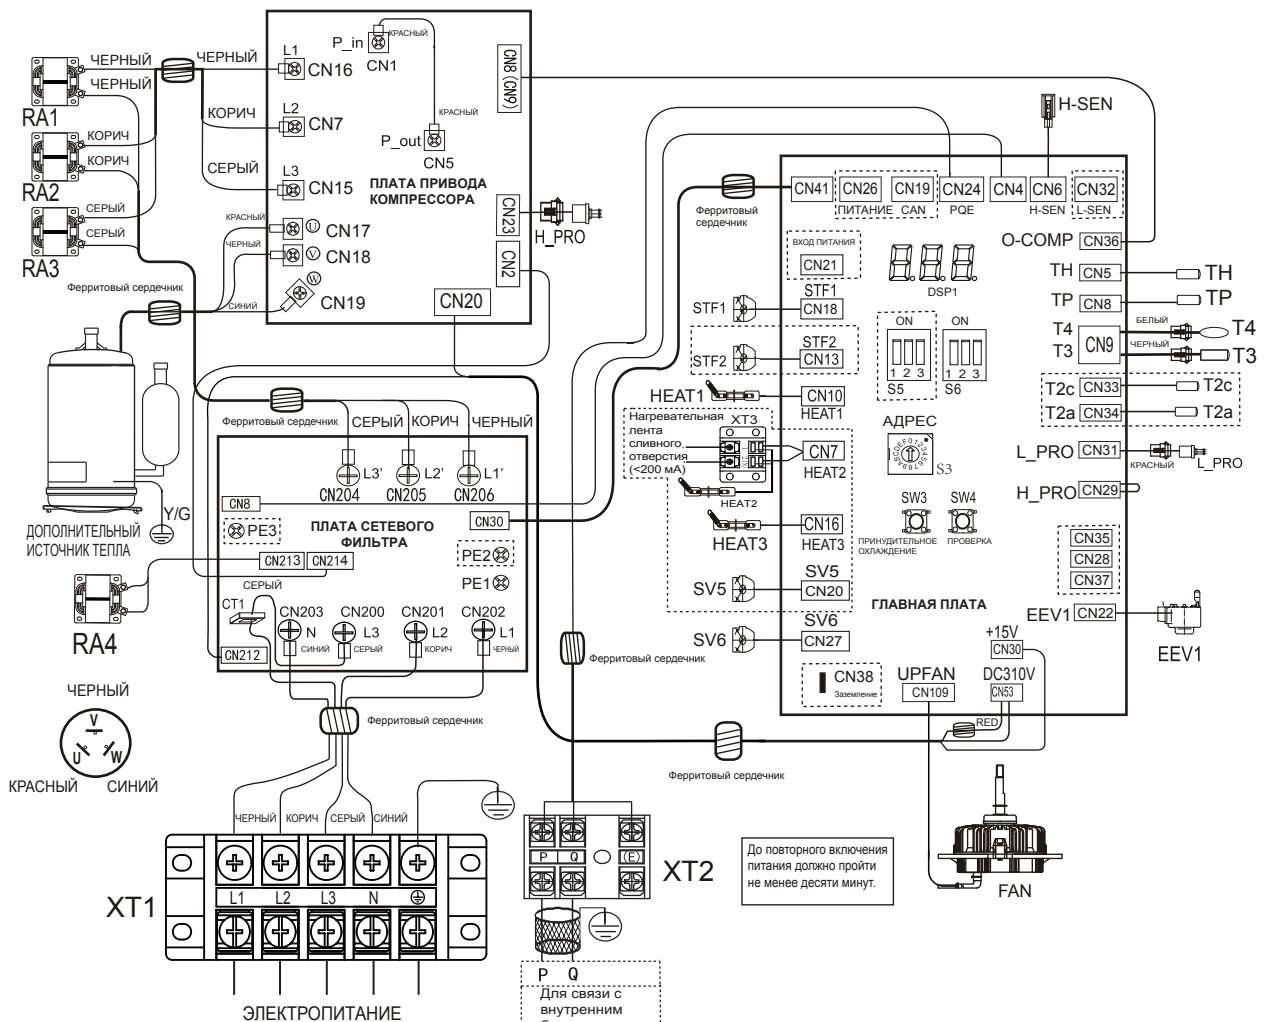 P_in
КРАСНЫЙ
CN1
КРАСНЫЙ
P_out
CN5
CN8 (CN9)
ЧЕРНЫЙ
ЧЕРНЫЙ
ЧЕРНЫЙ
L1
CN16
RA1
КОРИЧ
L2
CN7
КОРИЧ
КОРИЧ
RA2
СЕРЫЙ
L3
CN15
ПЛАТА ПРИВОДА
КОМПРЕССОРА
СЕРЫЙ
СЕРЫЙ
RA3
КРАСНЫЙ
U
CN17
ЧЕРНЫЙ
V
CN18
W
СИНИЙ
CN19
CN23
H_PRO
CN2
CN20
Ферритовый сердечник
Ферритовый
сердечник
H-SEN
CN41
CN26
CN19
CN24
CN4
CN6
CN32
ПИТАНИЕ
CAN
PQE
H-SEN
L-SEN
O-COMP
CN36
ВХОД ПИТАНИЯ
CN21
DSP1
TH
CN5
TH
TP
CN8
TP
STF1
STF1
CN18
T4
T3
CN9
БЕЛЫЙ
T4
ЧЕРНЫЙ
T3
STF2
STF2
CN13
ON
ON
1 2 3
1 2 3
S5
S6
T2c
CN33
T2c
T2a
CN34
T2a
HEAT1
CN10
HEAT1
Нагревательная
лента
сливного
отверстия
(<200 мА)
XT3
CN7
HEAT2
HEAT2
АДРЕС
S3
L_PRO
CN31
КРАСНЫЙ
L_PRO
H_PRO
CN29
HEAT3
CN16
HEAT3
SW3
SW4
ПРИНУДИТЕЛЬНОЕ
ОХЛАЖДЕНИЕ
ПРОВЕРКА
CN35
CN28
CN37
SV5
SV5
CN20
ГЛАВНАЯ ПЛАТА
EEV1
CN22
EEV1
SV6
SV6
CN27
+15V
CN30
CN38
Заземление
UPFAN
CN109
DC310V
CN53
RED
Ферритовый сердечник
СЕРЫЙ
КОРИЧ
ЧЕРНЫЙ
L3'
L2'
L1'
CN204
CN205
CN206
CN8
CN30
ПЛАТА СЕТЕВОГО
ФИЛЬТРА
PE3
PE2
PE1
CN213
CN214
СЕРЫЙ
CT1
CN203
CN200
CN201
CN202
N
L3
L2
L1
СИНИЙ
СЕРЫЙ
КОРИЧ
ЧЕРНЫЙ
CN212
Y/G
ДОПОЛНИТЕЛЬНЫЙ
ИСТОЧНИК ТЕПЛА
RA4
ЧЕРНЫЙ
V
U
W
КРАСНЫЙ
СИНИЙ
Ферритовый сердечник
Ферритовый сердечник
Ферритовый сердечник
ЧЕРНЫЙ
КОРИЧ
СЕРЫЙ
СИНИЙ
XT1
L1
L2
L3
N
ЭЛЕКТРОПИТАНИЕ
P
Q
(E)
XT2
P Q
Для связи с
внутренним
До повторного включения
питания должно пройти
не менее десяти минут.
FAN